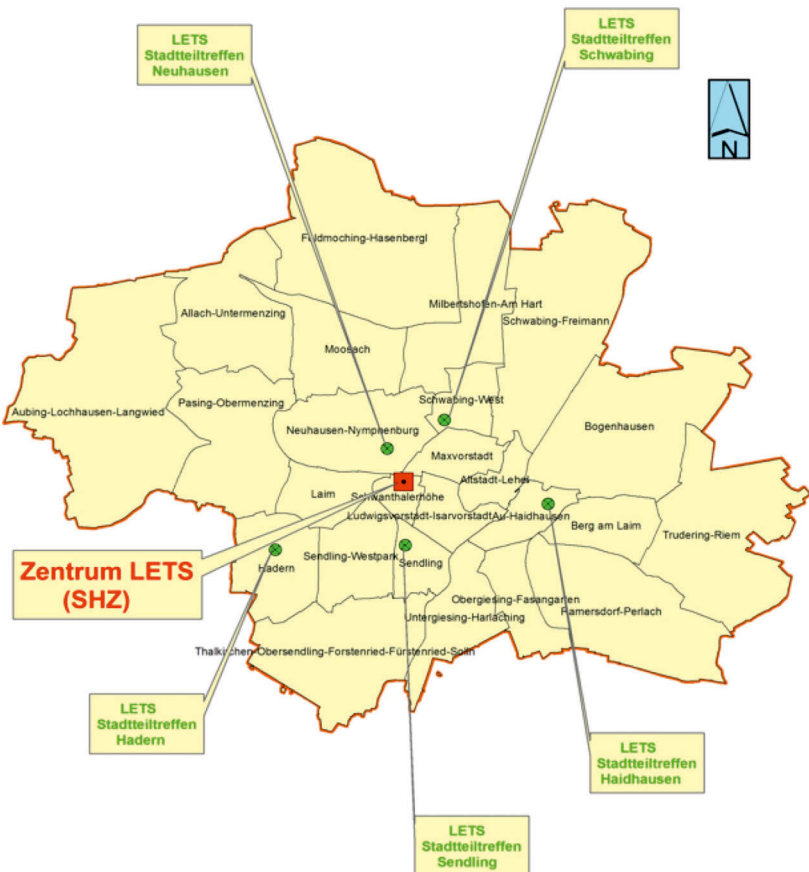 LETS
Stadtteiltreffen
Neuhausen
LETS
Stadtteiltreffen
Schwabing
N
Feldmoching-Hasenbergl
Milbertshofen-Am Hart
Allach-Untermenzing
Schwabing-Freimann
Moosach
Schwabing-West
Pasing-Obermenzing
Aubing-Lochhausen-Langwied
Neuhausen-Nymphenburg
Bogenhausen
Maxvorstadt
Altstadt-Lehel
Laim
Schwanthalerhöhe
Ludwigsvorstadt-Isarvorstadt
Au-Haidhausen
Berg am Laim
Trudering-Riem
Zentrum LETS
(SHZ)
Hadern
Sendling-Westpark
Sendling
Obergiesing-Fasangarten
Ramersdorf-Perlach
Untergiesing-Harlaching
Thalkirchen-Obersendling-Forstenried-Fürstenried-Solln
LETS
Stadtteiltreffen
Hadern
LETS
Stadtteiltreffen
Haidhausen
LETS
Stadtteiltreffen
Sendling